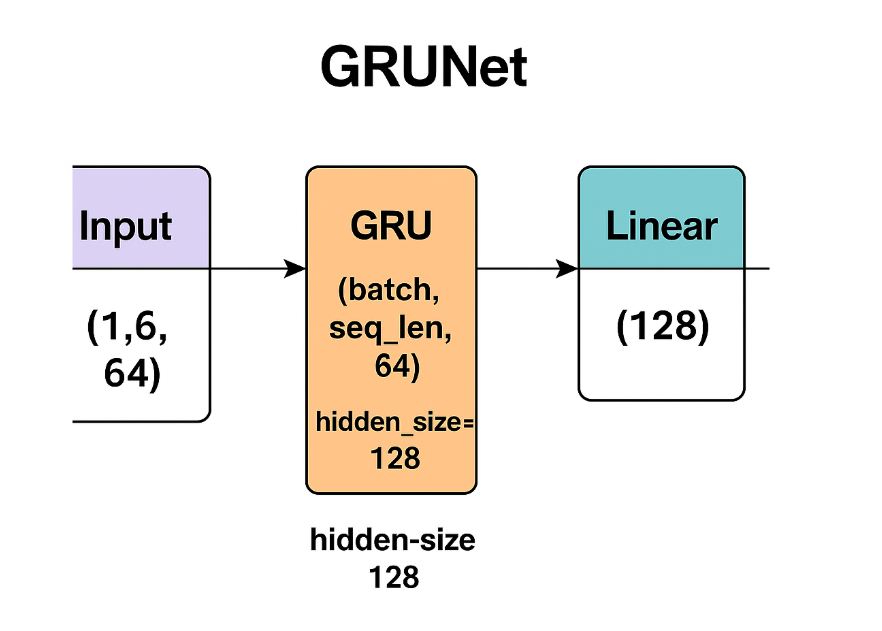 GRUNet
Input
(1,6,
64)
GRU
(batch,
seq_len,
64)
hidden_size=
128
hidden-size
128
Linear
(128)